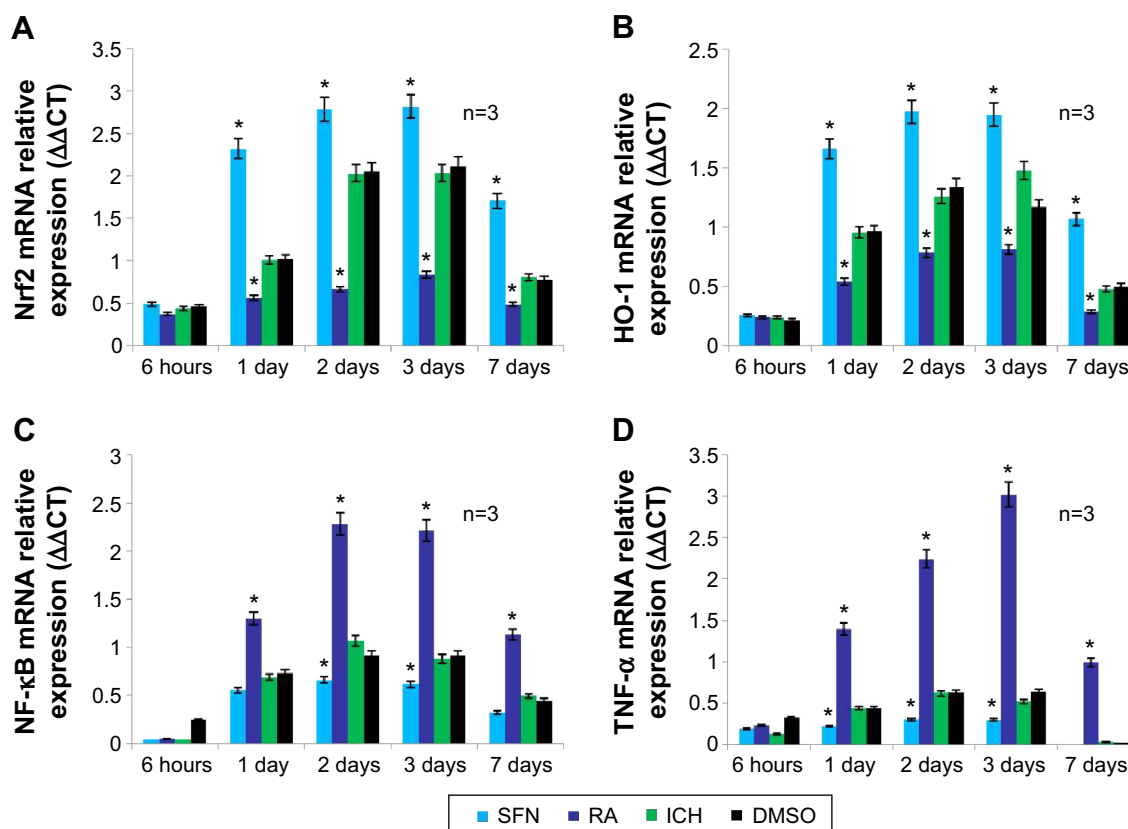 A
Nrf2 mRNA relative
expression (ΔΔCT)
3.5
3
2.5
2
1.5
1
0.5
0
* * * * * * * *
n=3
6 hours 1 day 2 days 3 days 7 days
B
HO-1 mRNA relative
expression (ΔΔCT)
2.5
2
1.5
1
0.5
0
* * * * * * * *
n=3
6 hours 1 day 2 days 3 days 7 days
C
NF-κB mRNA relative
expression (ΔΔCT)
3
2.5
2
1.5
1
0.5
0
* * * * * *
n=3
6 hours 1 day 2 days 3 days 7 days
D
TNF-α mRNA relative
expression (ΔΔCT)
3.5
3
2.5
2
1.5
1
0.5
0
* * * * * * *
n=3
6 hours 1 day 2 days 3 days 7 days
SFN RA ICH DMSO